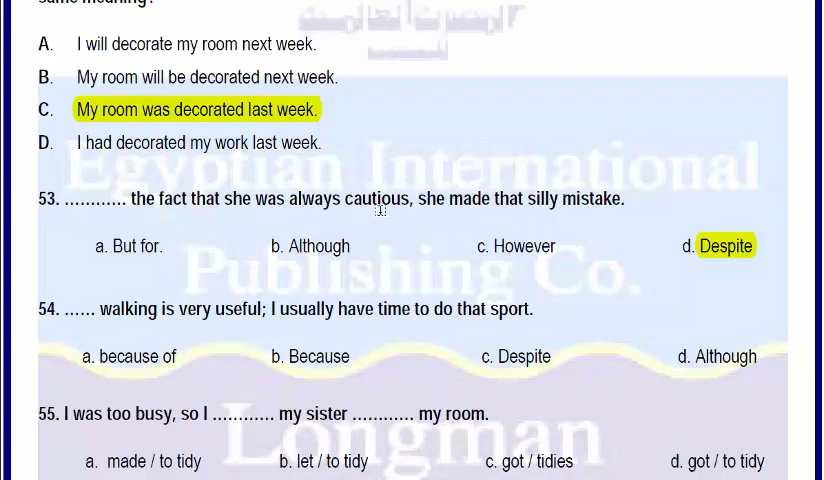 same meaning?
A. I will decorate my room next week.
B. My room will be decorated next week.
C. My room was decorated last week.
D. I had decorated my work last week.
53. ............ the fact that she was always cautious, she made that silly mistake.
a. But for. b. Although c. However d. Despite
54. ...... walking is very useful; I usually have time to do that sport.
a. because of b. Because c. Despite d. Although
55. I was too busy, so I ............ my sister ............ my room.
a. made / to tidy b. let / to tidy c. got / tidies d. got / to tidy
Egyptian International
Publishing Co.
Longman